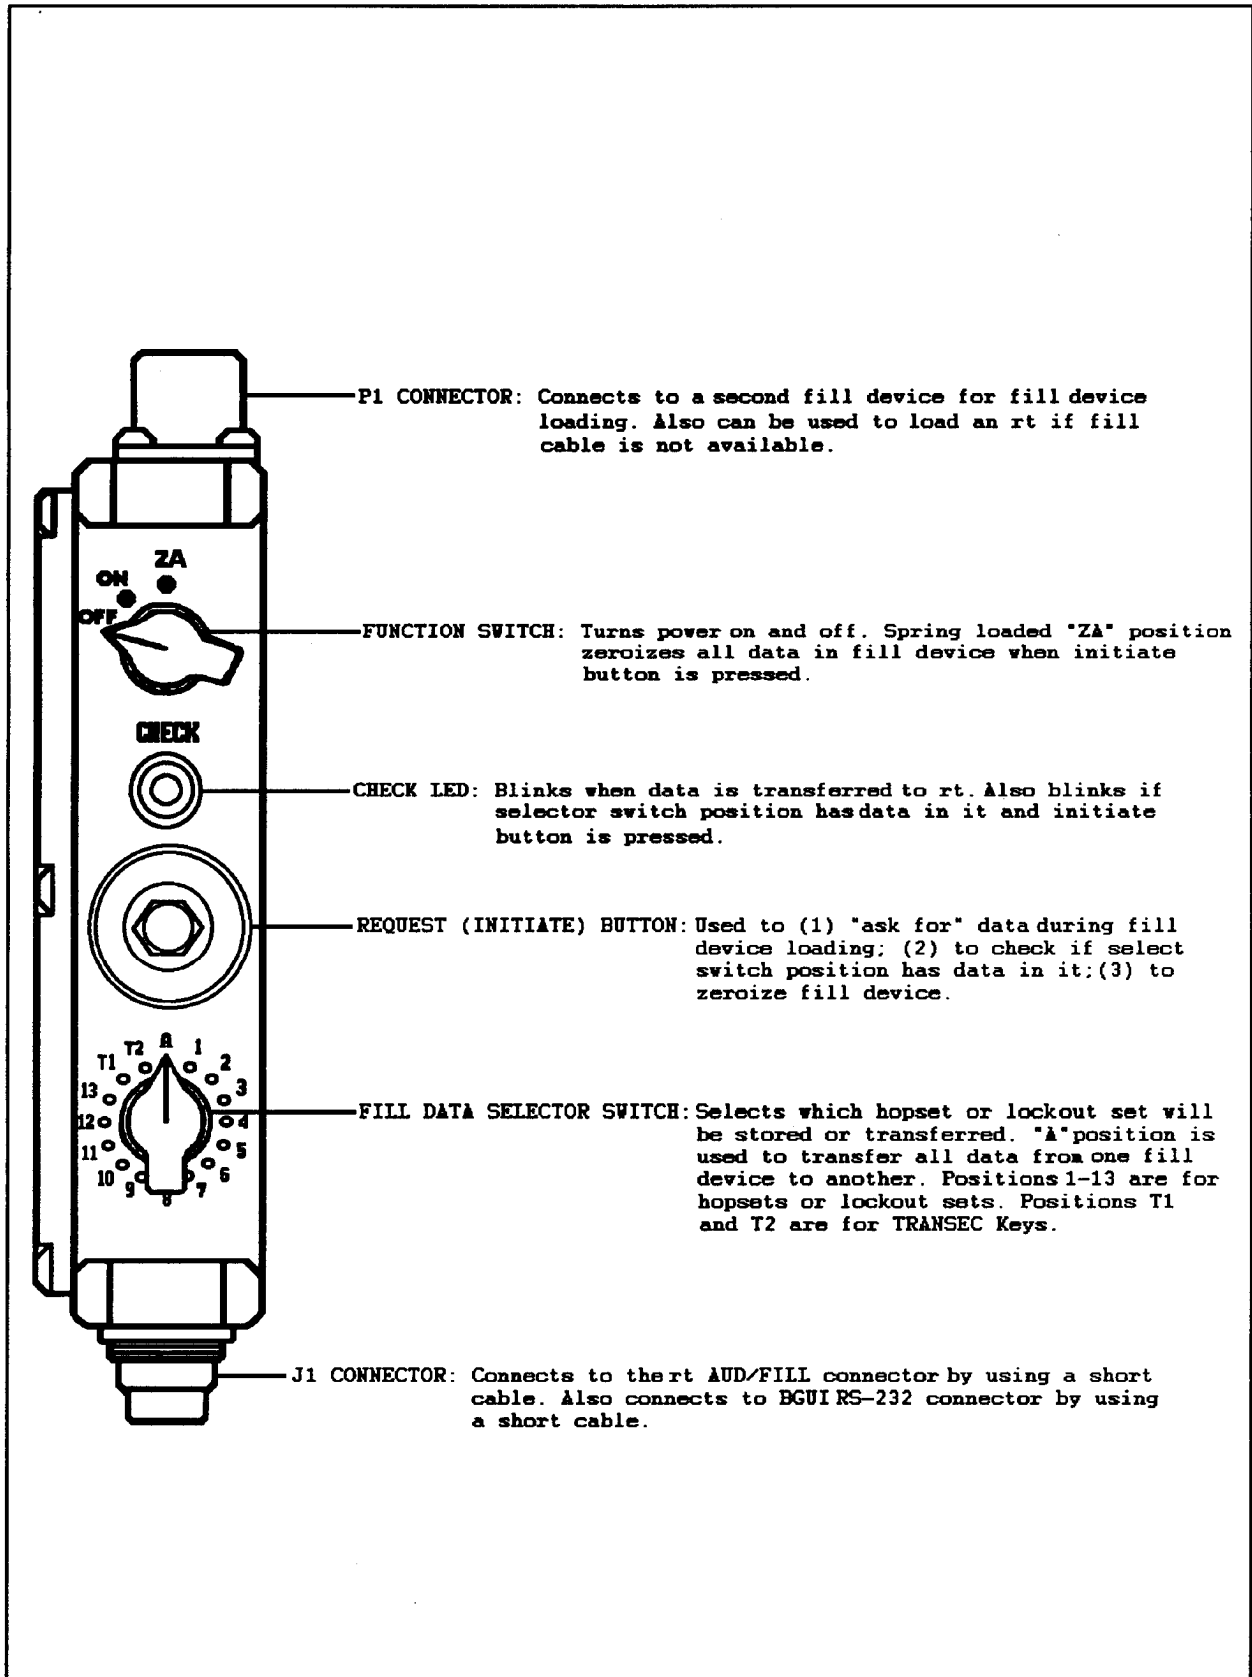 P1 CONNECTOR: Connects to a second fill device for fill device
loading. Also can be used to load an rt if fill
cable is not available.
ZA
ON
OFF
FUNCTION SWITCH: Turns power on and off. Spring loaded "ZA" position
zeroizes all data in fill device when initiate
button is pressed.
CHECK
CHECK LED: Blinks when data is transferred to rt. Also blinks if
selector switch position has data in it and initiate
button is pressed.
REQUEST (INITIATE) BUTTON: Used to (1) "ask for" data during fill
device loading; (2) to check if select
switch position has data in it; (3) to
zeroize fill device.
A
1
2
3
4
5
6
7
8
9
10
11
12
13
T1
T2
FILL DATA SELECTOR SWITCH: Selects which hopset or lockout set will
be stored or transferred. "A" position is
used to transfer all data from one fill
device to another. Positions 1-13 are for
hopsets or lockout sets. Positions T1
and T2 are for TRANSEC Keys.
J1 CONNECTOR: Connects to the rt AUD/FILL connector by using a short
cable. Also connects to BGUI RS-232 connector by using
a short cable.